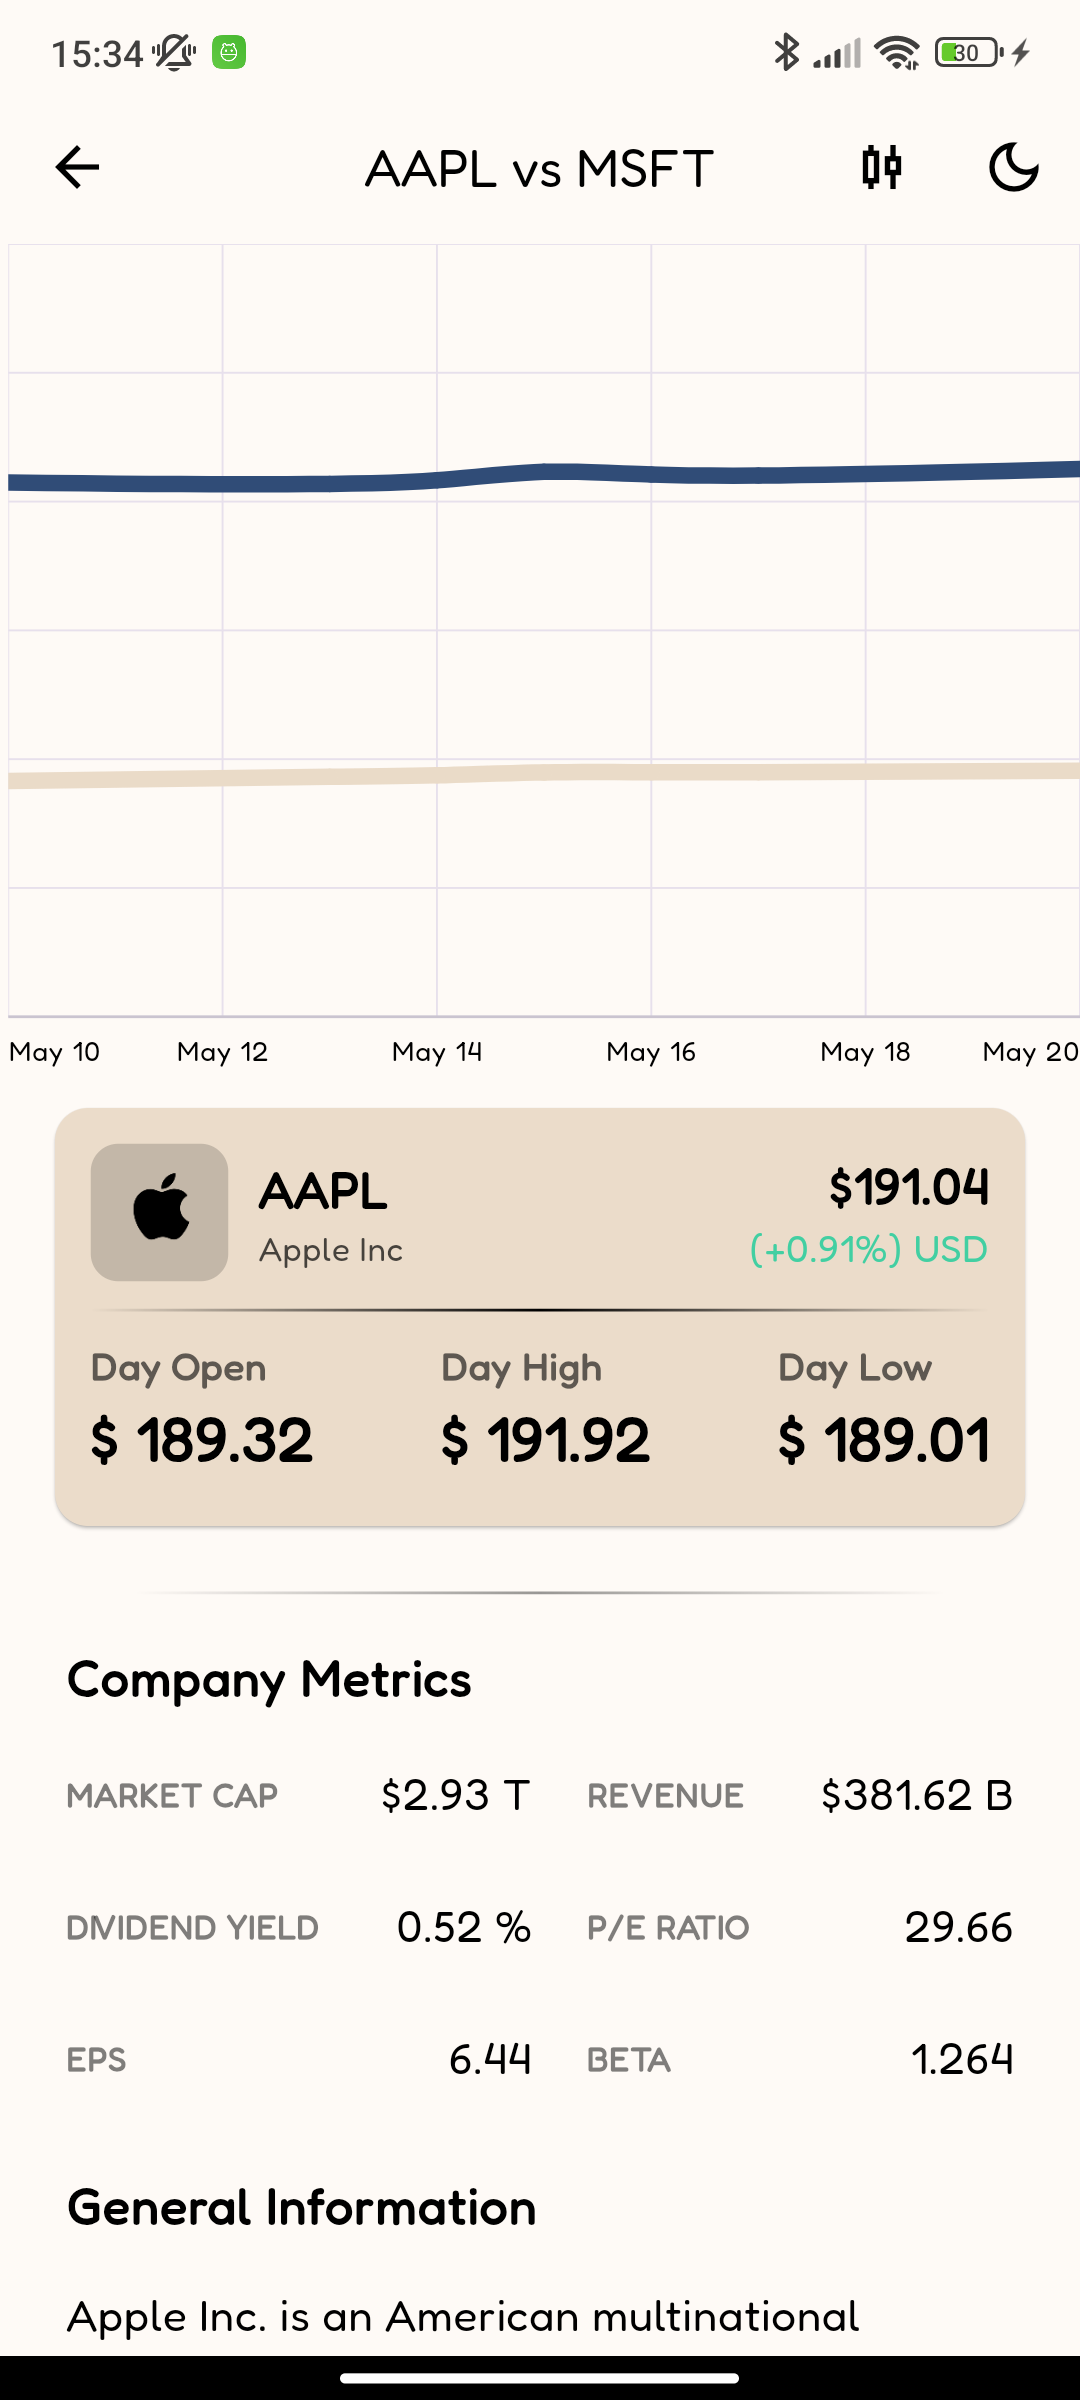 15:34
30
AAPL vs MSFT
May 10 May 12 May 14 May 16 May 18 May 20
AAPL $191.04
Apple Inc (+0.91%) USD
Day Open Day High Day Low
$ 189.32 $ 191.92 $ 189.01
Company Metrics
MARKET CAP $2.93 T REVENUE $381.62 B
DIVIDEND YIELD 0.52 % P/E RATIO 29.66
EPS 6.44 BETA 1.264
General Information
Apple Inc. is an American multinational